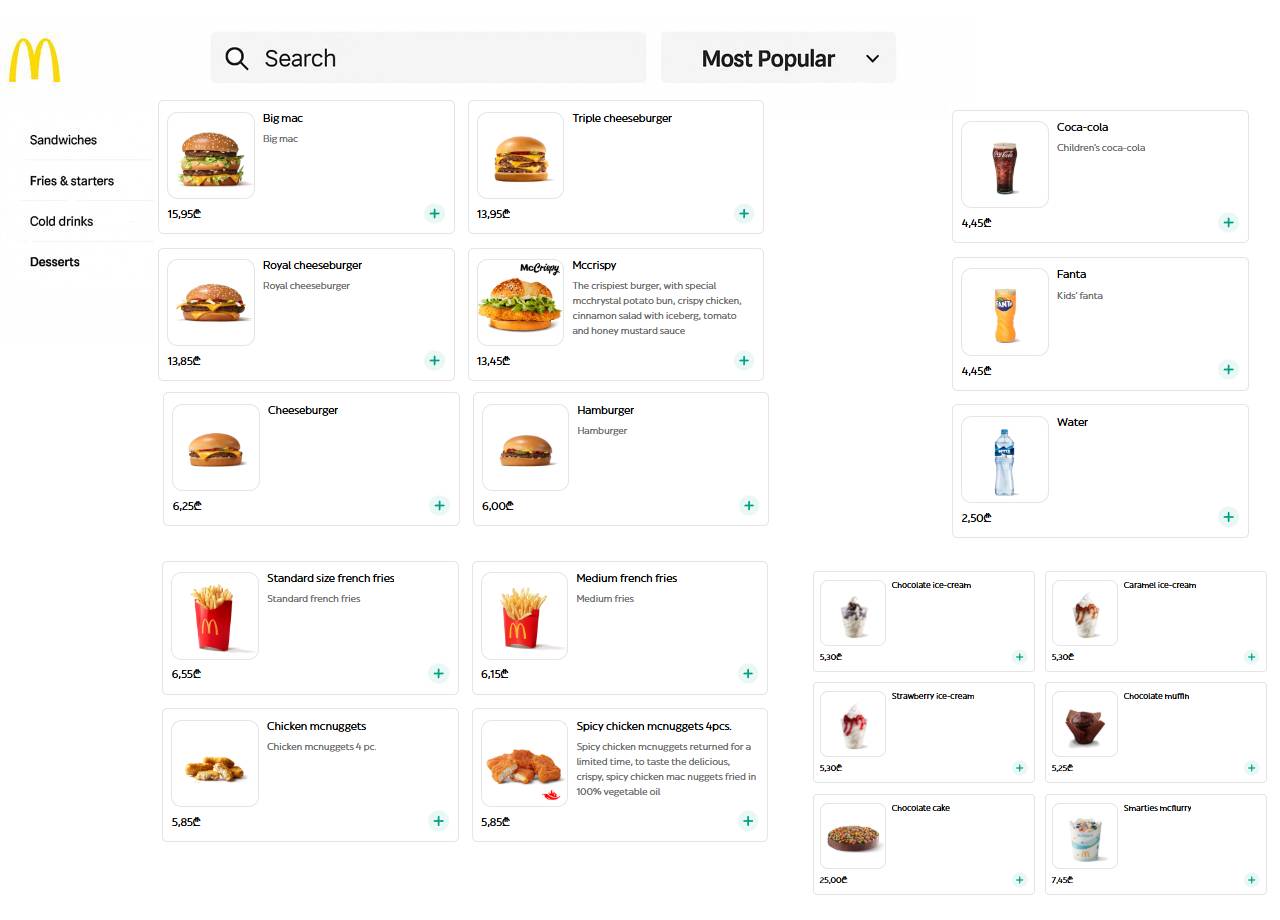 Search
Most Popular
Sandwiches
Fries & starters
Cold drinks
Desserts
Big mac
Big mac
15,95₾
Triple cheeseburger
13,95₾
Royal cheeseburger
Royal cheeseburger
13,85₾
McCrispy
Mccrispy
The crispiest burger, with special
mcchrystal potato bun, crispy chicken,
cinnamon salad with iceberg, tomato
and honey mustard sauce
13,45₾
Cheeseburger
6,25₾
Hamburger
Hamburger
6,00₾
Standard size french fries
Standard french fries
6,55₾
Medium french fries
Medium fries
6,15₾
Chicken mcnuggets
Chicken mcnuggets 4 pc.
5,85₾
Spicy chicken mcnuggets 4pcs.
Spicy chicken mcnuggets returned for a
limited time, to taste the delicious,
crispy, spicy chicken mac nuggets fried in
100% vegetable oil
5,85₾
Coca-cola
Children's coca-cola
4,45₾
Fanta
Kids' fanta
FANTA
4,45₾
Water
2,50₾
Chocolate ice-cream
5,30₾
Caramel ice-cream
5,30₾
Strawberry ice-cream
5,30₾
Chocolate muffin
5,25₾
Chocolate cake
25,00₾
Smarties mcflurry
7,45₾